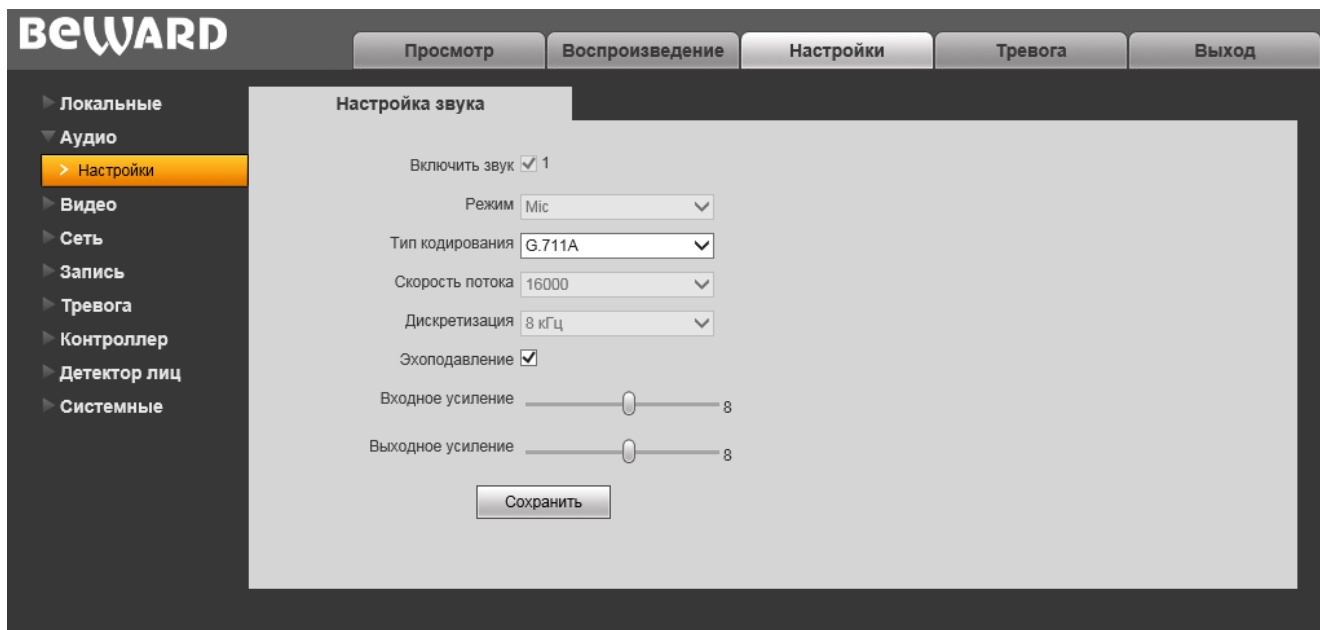 BEWARD
Просмотр Воспроизведение Настройки Тревога Выход
Локальные
Аудио
Настройки
Видео
Сеть
Запись
Тревога
Контроллер
Детектор лиц
Системные
Настройка звука
Включить звук 1
Режим Mic
Тип кодирования G.711A
Скорость потока 16000
Дискретизация 8 кГц
Эхоподавление
Входное усиление 8
Выходное усиление 8
Сохранить